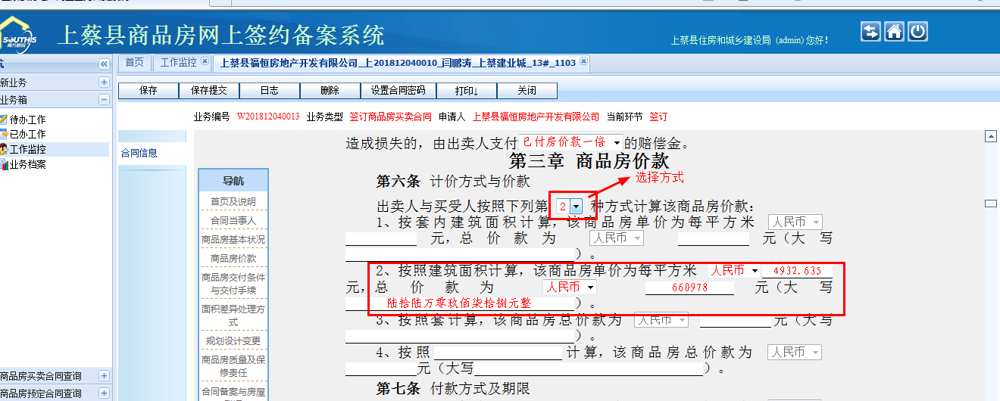 SOUTHIS
南方数码
上蔡县商品房网上签约备案系统
上蔡县住房和城乡建设局 (admin) 您好!
首页 工作监控 上蔡县福恒房地产开发有限公司_上201812040010_闫鹏涛_上蔡建业城_13#_1103
新业务
业务箱
待办工作
已办工作
工作监控
业务档案
商品房买卖合同查询
商品房预定合同查询
保存 保存提交 日志 删除 设置合同密码 打印↓ 关闭
业务编号 W201812040013 业务类型 签订商品房买卖合同 申请人 上蔡县福恒房地产开发有限公司 当前环节 签订
合同信息
导航
首页及说明
合同当事人
商品房基本状况
商品房价款
商品房交付条件
与交付手续
面积差异处理方
式
规划设计变更
商品房质量及保
修责任
合同备案与房屋
造成损失的，由出卖人支付 已付房价款一倍 的赔偿金。
第三章 商品房价款
选择方式
第六条 计价方式与价款
出卖人与买受人按照下列第 2 种方式计算该商品房价款：
1、按套内建筑面积计算，该商品房单价为每平方米 人民币
元，总价款为 人民币 元（大写
）。
2、按照建筑面积计算，该商品房单价为每平方米 人民币 4932.635
元，总价款为 人民币 660978 元（大写
陆拾陆万零玖佰柒拾捌元整 ）。
3、按照套计算，该商品房总价款为 人民币 元（大写
）。
4、按照 计算，该商品房总价款为 人民币
元（大写 ）。
第七条 付款方式及期限